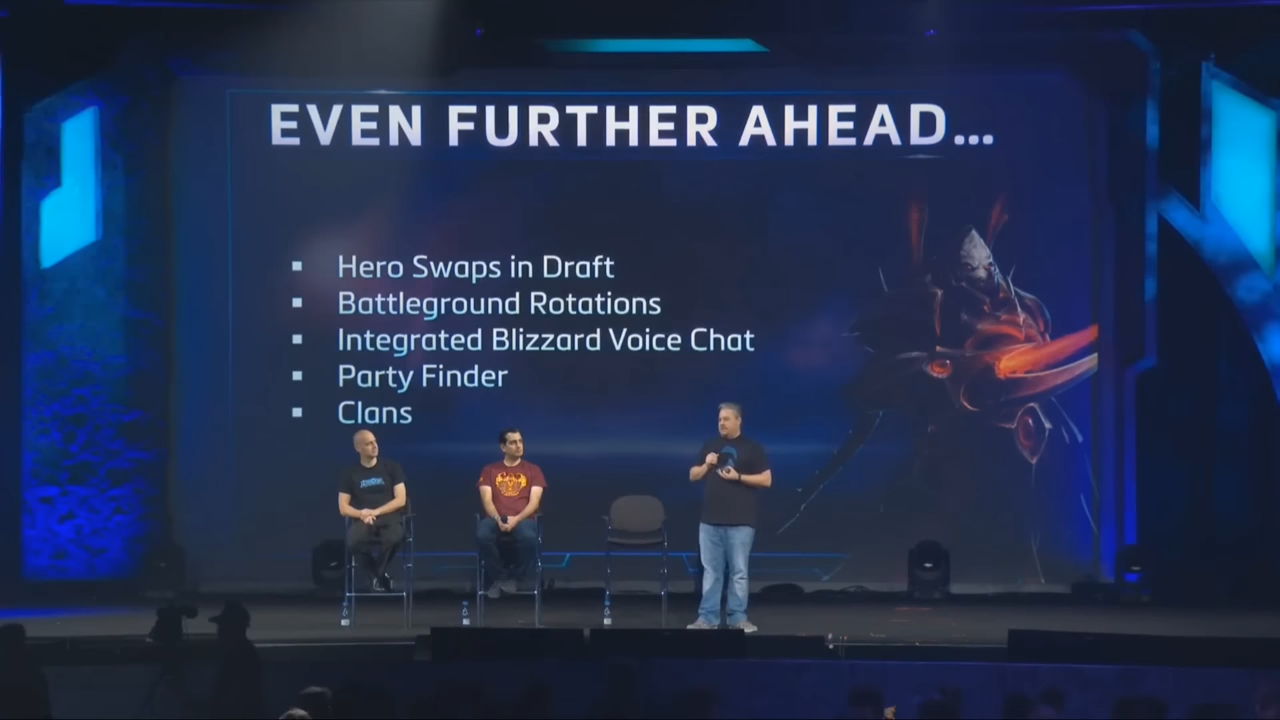 EVEN FURTHER AHEAD...
▪ Hero Swaps in Draft
▪ Battleground Rotations
▪ Integrated Blizzard Voice Chat
▪ Party Finder
▪ Clans